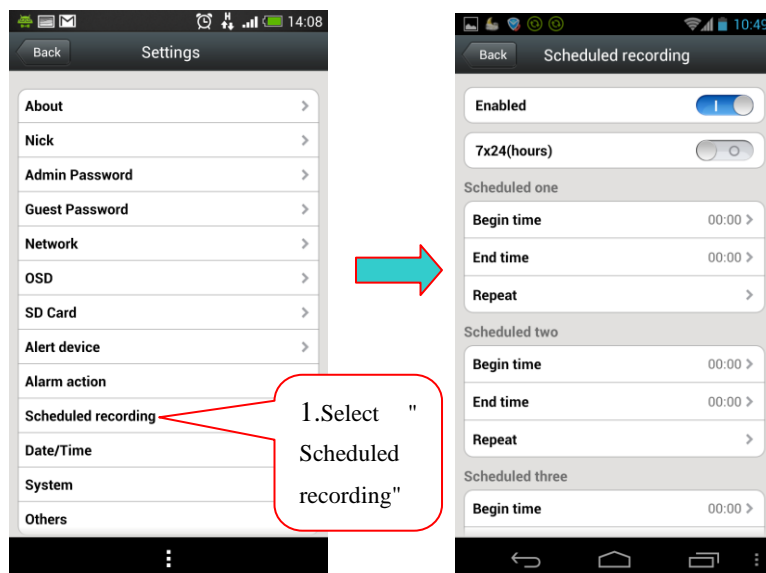 14:08
Back Settings
About
Nick
Admin Password
Guest Password
Network
OSD
SD Card
Alert device
Alarm action
Scheduled recording
Date/Time
System
Others
1.Select "
Scheduled
recording"
10:49
Back Scheduled recording
Enabled
7x24(hours)
Scheduled one
Begin time 00:00
End time 00:00
Repeat
Scheduled two
Begin time 00:00
End time 00:00
Repeat
Scheduled three
Begin time 00:00